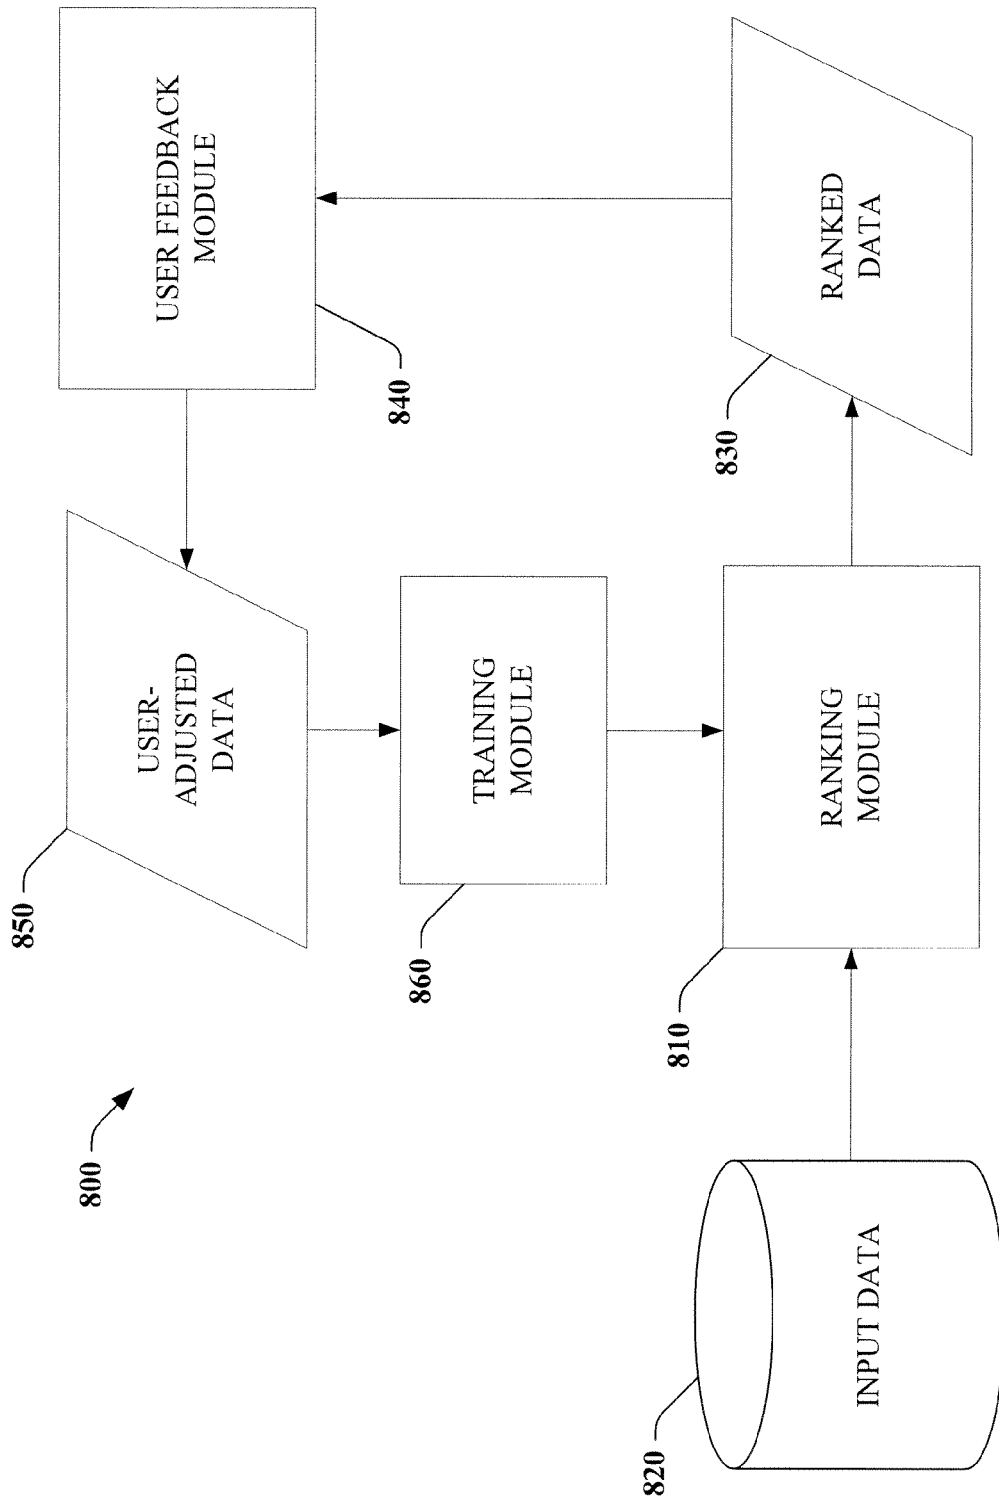 800
850
USER-
ADJUSTED
DATA
USER FEEDBACK
MODULE
840
860
TRAINING
MODULE
820
INPUT DATA
810
RANKING
MODULE
830
RANKED
DATA